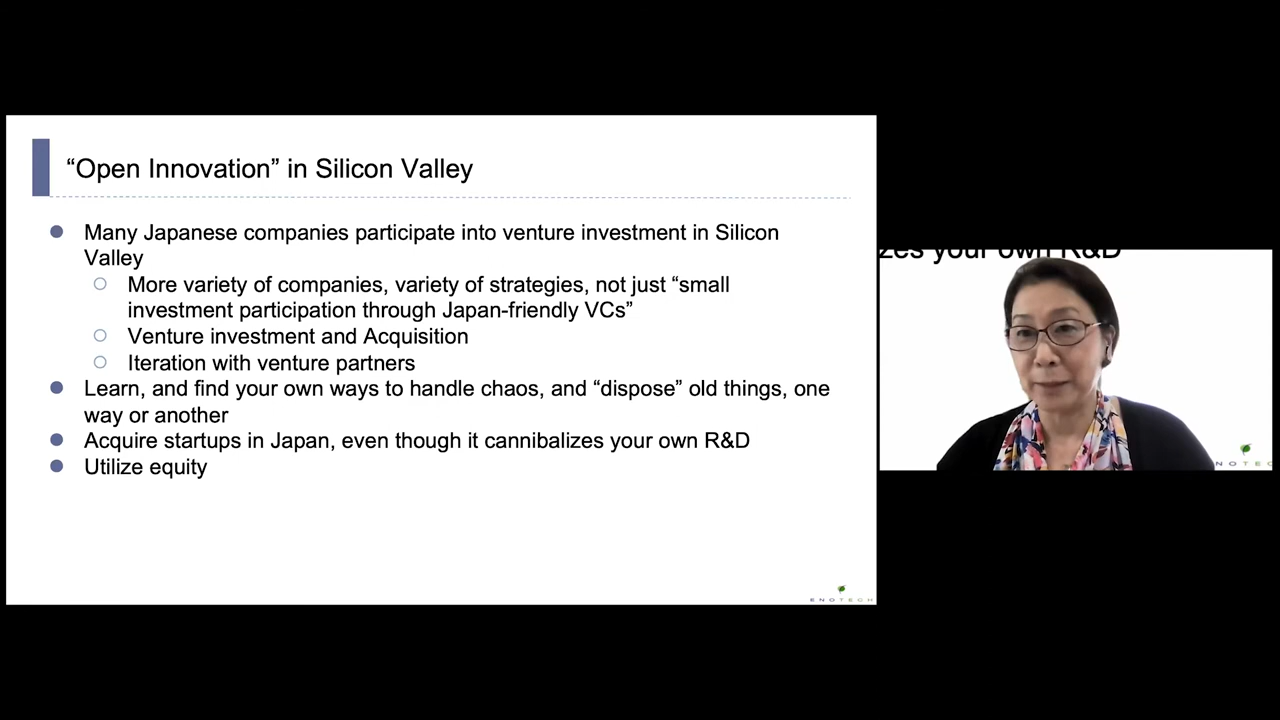 “Open Innovation” in Silicon Valley
Many Japanese companies participate into venture investment in Silicon
Valley
More variety of companies, variety of strategies, not just “small
investment participation through Japan-friendly VCs”
Venture investment and Acquisition
Iteration with venture partners
Learn, and find your own ways to handle chaos, and “dispose” old things, one
way or another
Acquire startups in Japan, even though it cannibalizes your own R&D
Utilize equity
ENOTECH
zes your own R&D
NOTEC